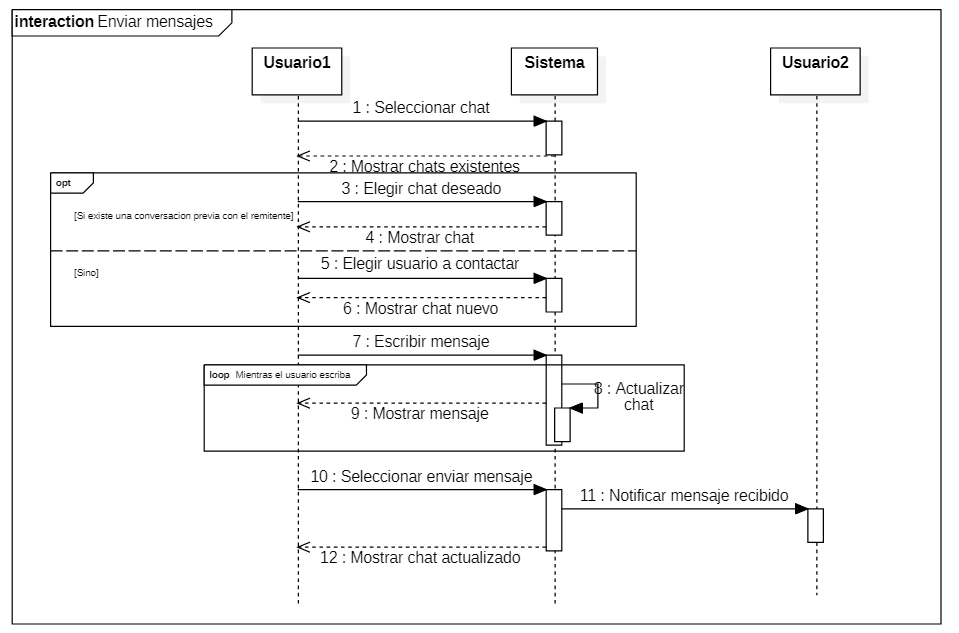 interaction Enviar mensajes
Usuario1
Sistema
Usuario2
1 : Seleccionar chat
2 : Mostrar chats existentes
opt
3 : Elegir chat deseado
[Si existe una conversacion previa con el remitente]
4 : Mostrar chat
5 : Elegir usuario a contactar
[Sino]
6 : Mostrar chat nuevo
7 : Escribir mensaje
loop Mientras el usuario escriba
8 : Actualizar
chat
9 : Mostrar mensaje
10 : Seleccionar enviar mensaje
11 : Notificar mensaje recibido
12 : Mostrar chat actualizado